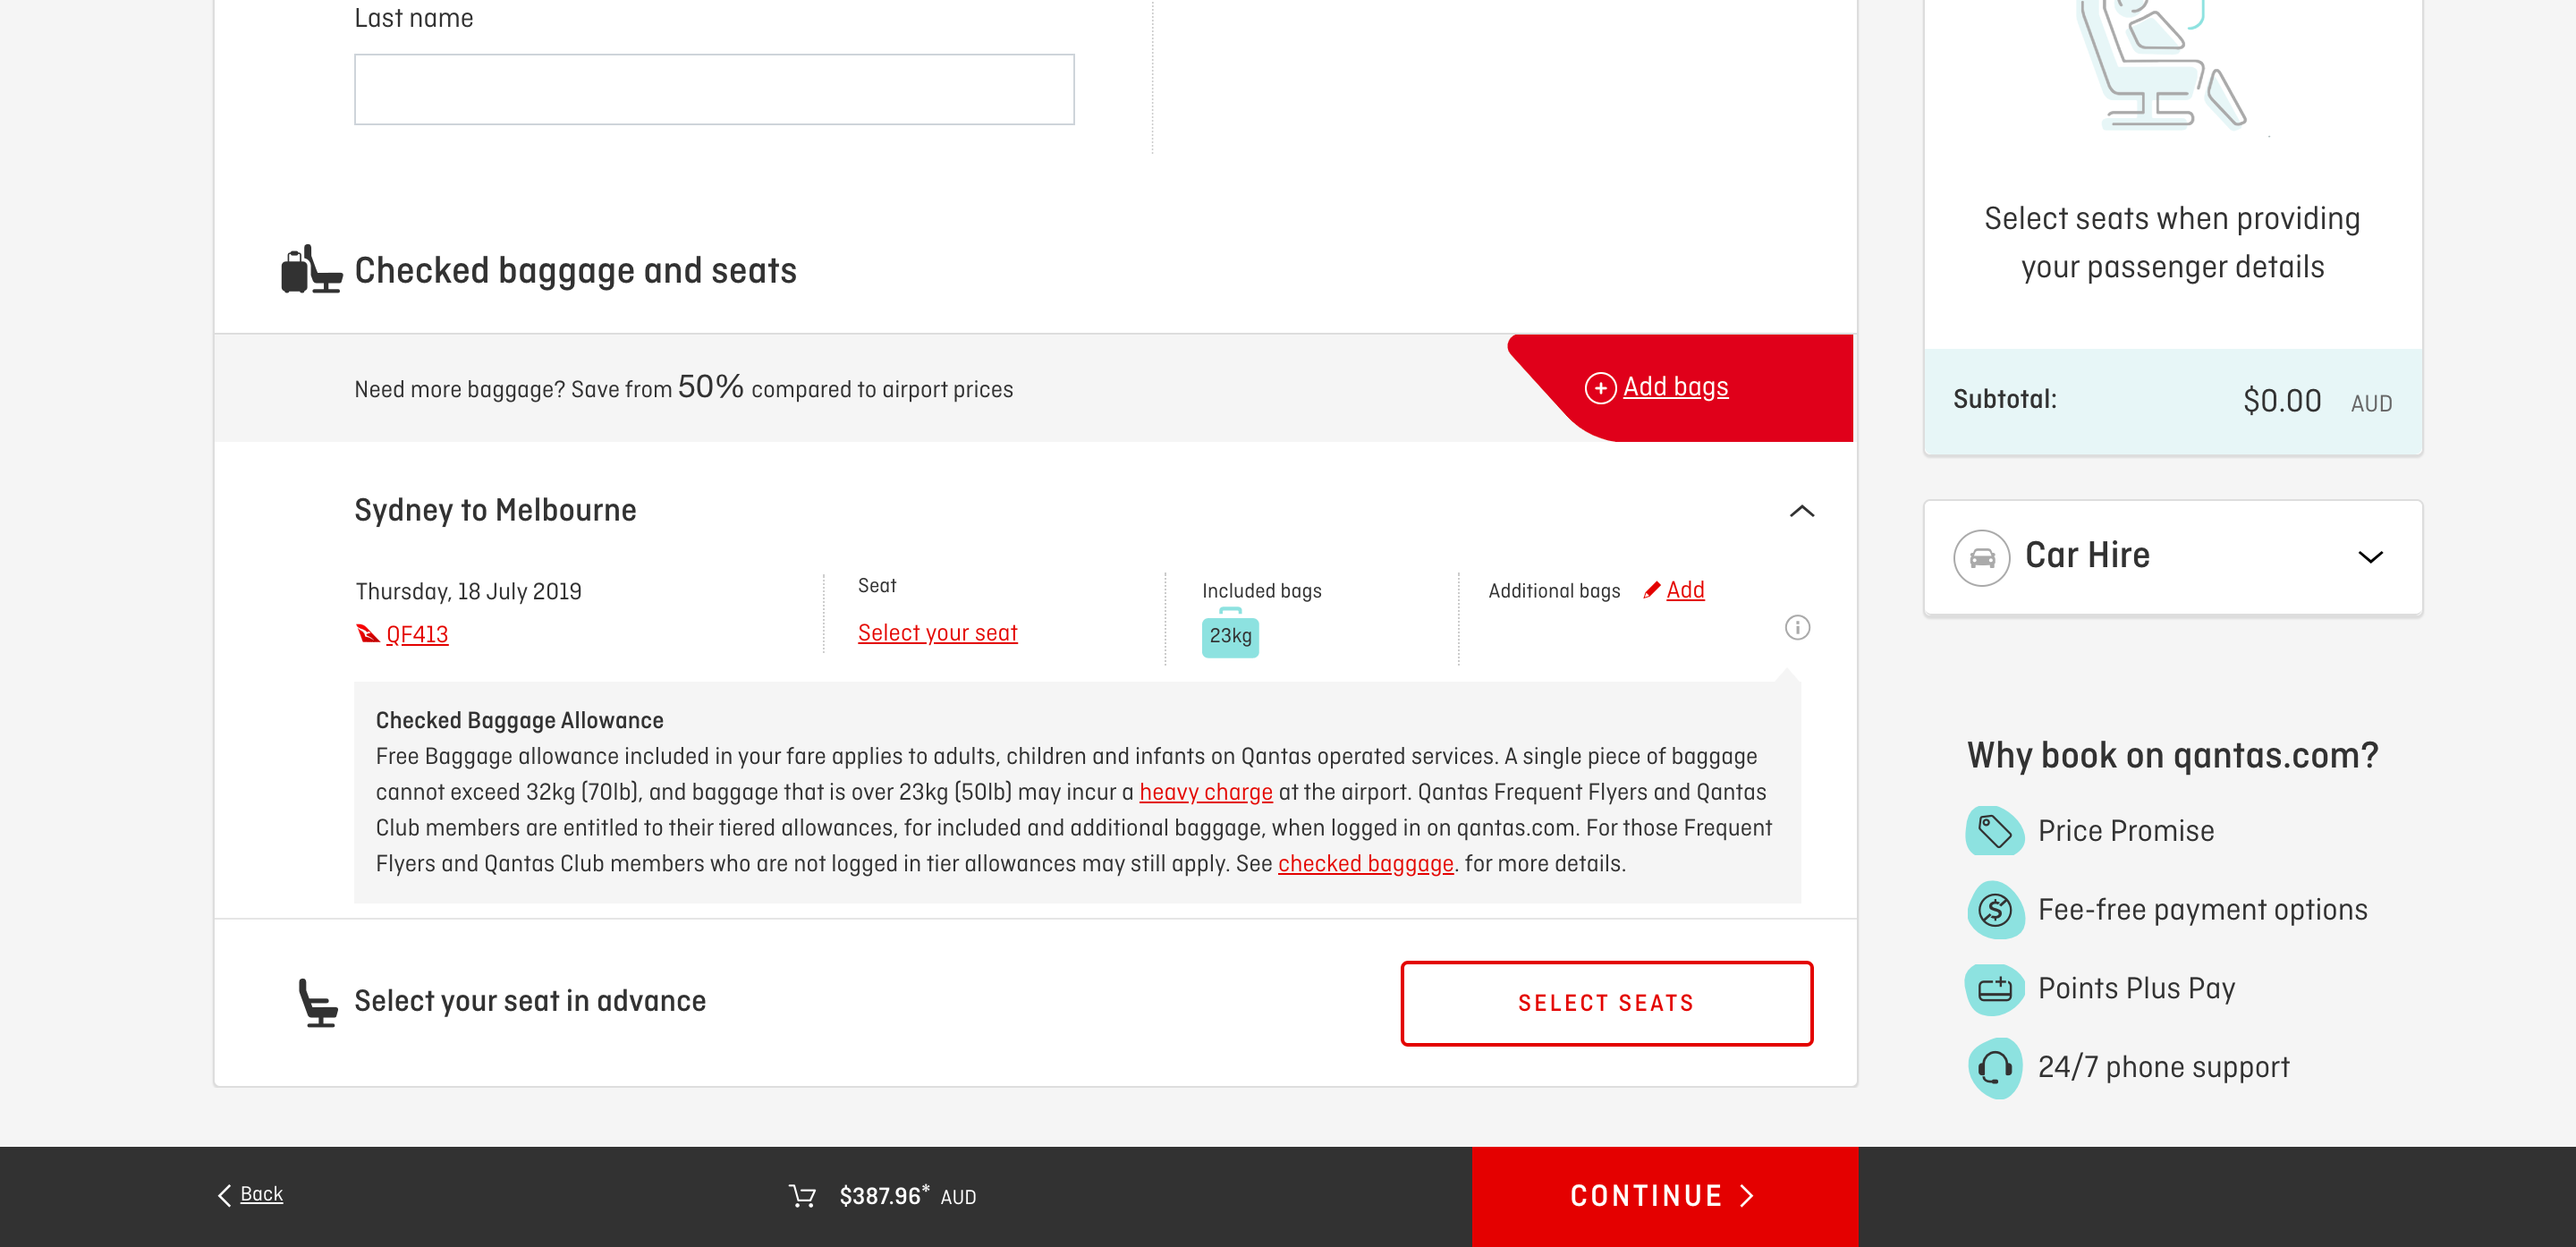 Last name
Checked baggage and seats
Need more baggage? Save from 50% compared to airport prices
Add bags
Sydney to Melbourne
Thursday, 18 July 2019
QF413
Seat
Select your seat
Included bags
23kg
Additional bags
Add
Checked Baggage Allowance
Free Baggage allowance included in your fare applies to adults, children and infants on Qantas operated services. A single piece of baggage
cannot exceed 32kg (70lb), and baggage that is over 23kg (50lb) may incur a heavy charge at the airport. Qantas Frequent Flyers and Qantas
Club members are entitled to their tiered allowances, for included and additional baggage, when logged in on qantas.com. For those Frequent
Flyers and Qantas Club members who are not logged in tier allowances may still apply. See checked baggage. for more details.
Select your seat in advance
SELECT SEATS
Select seats when providing
your passenger details
Subtotal: $0.00 AUD
Car Hire
Why book on qantas.com?
Price Promise
Fee-free payment options
Points Plus Pay
24/7 phone support
Back
$387.96* AUD
CONTINUE